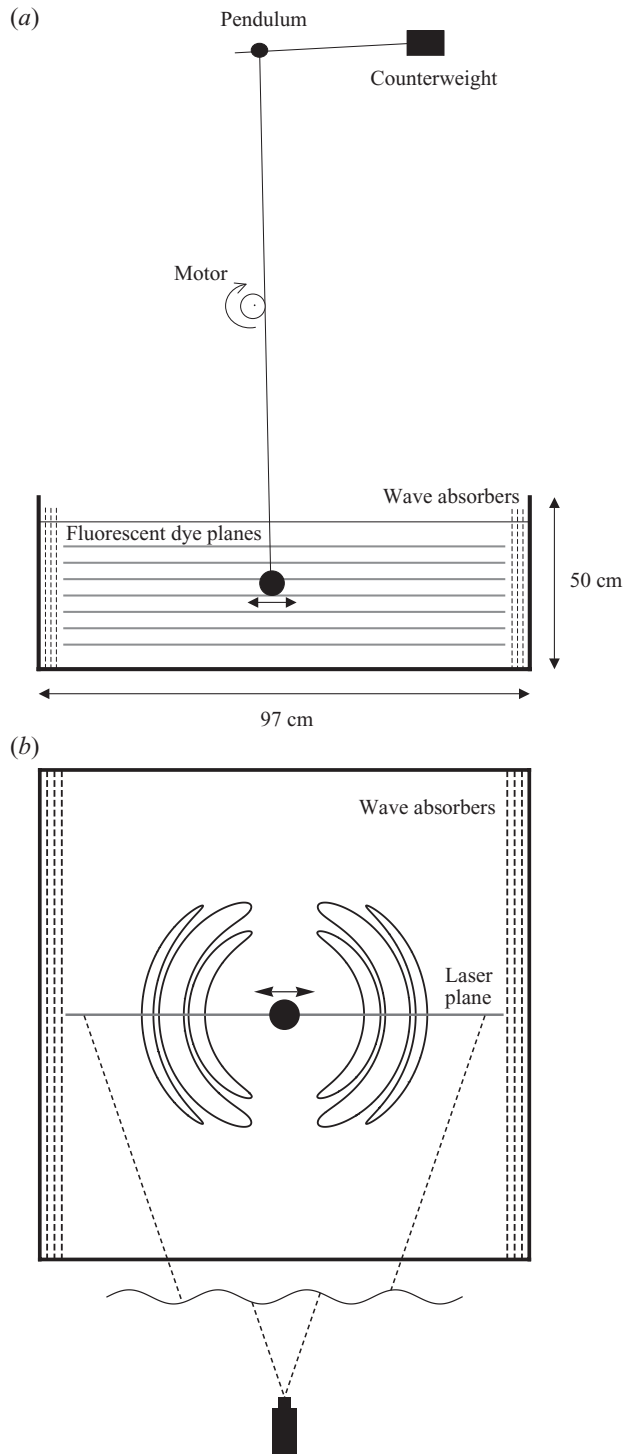 (a)
Pendulum
Counterweight
Motor
Wave absorbers
Fluorescent dye planes
50 cm
97 cm
(b)
Wave absorbers
Laser
plane